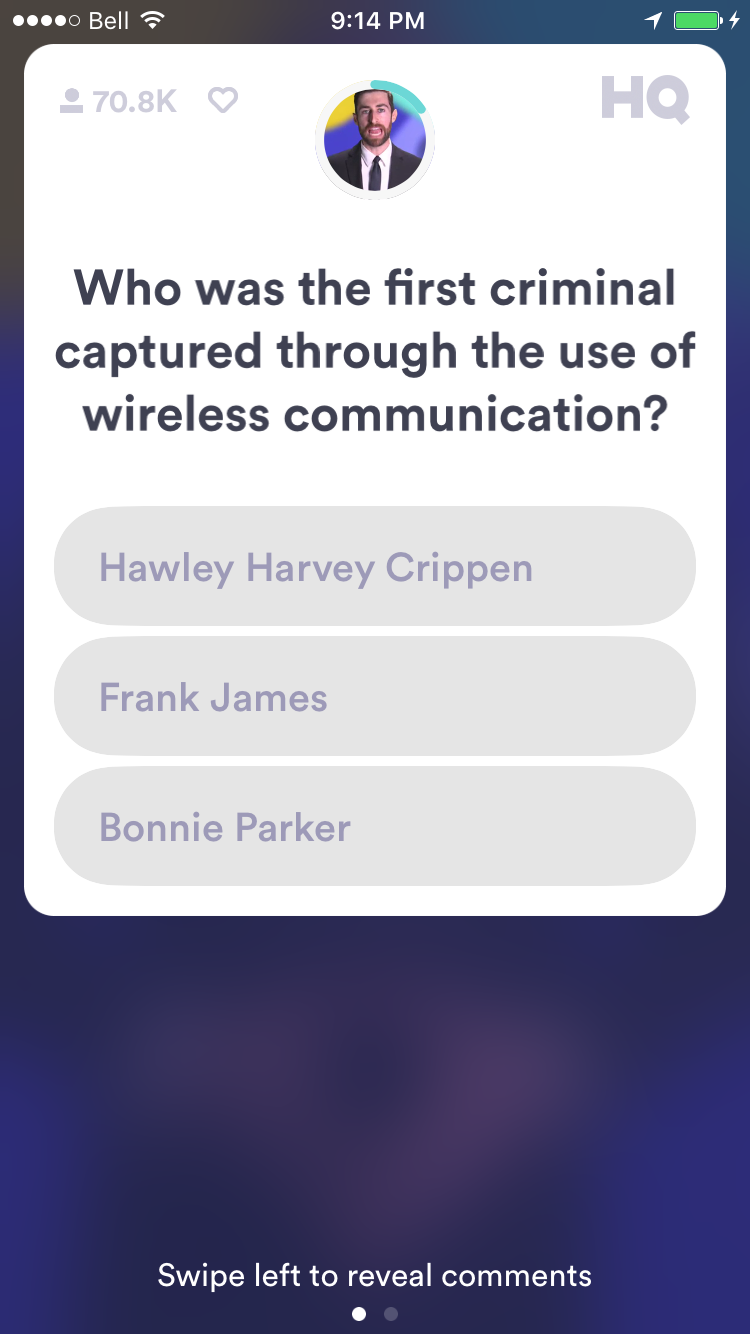 Bell 9:14 PM
70.8K HQ
Who was the first criminal
captured through the use of
wireless communication?
Hawley Harvey Crippen
Frank James
Bonnie Parker
Swipe left to reveal comments